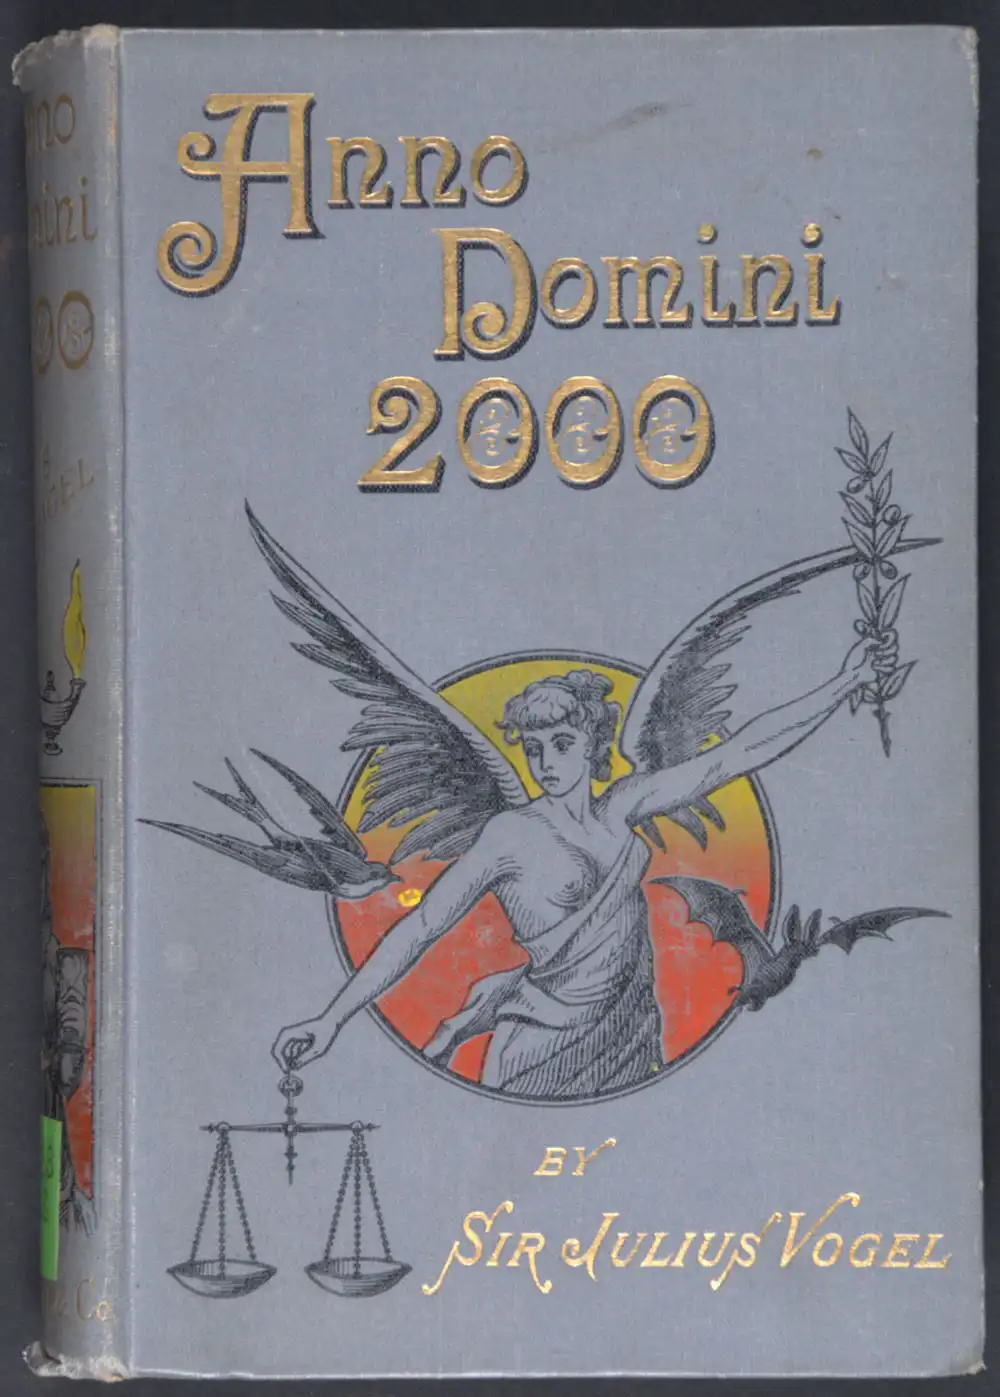 Anno
Domini
2000
BY
SIR JULIUS VOGEL